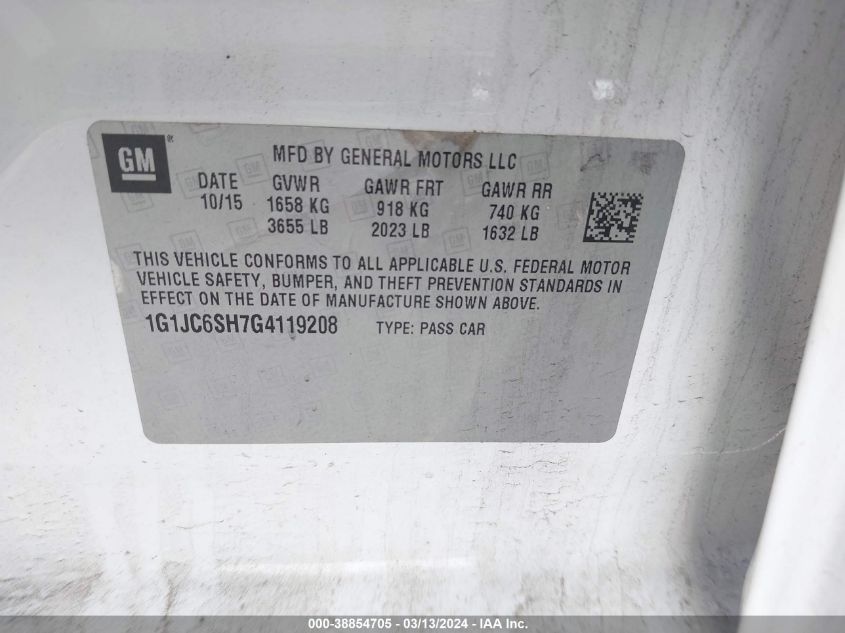 GM ®
MFD BY GENERAL MOTORS LLC
DATE GVWR GAWR FRT GAWR RR
10/15 1658 KG 918 KG 740 KG
3655 LB 2023 LB 1632 LB
THIS VEHICLE CONFORMS TO ALL APPLICABLE U.S. FEDERAL MOTOR
VEHICLE SAFETY, BUMPER, AND THEFT PREVENTION STANDARDS IN
EFFECT ON THE DATE OF MANUFACTURE SHOWN ABOVE.
1G1JC6SH7G4119208 TYPE: PASS CAR
000-38854705 - 03/13/2024 - IAA Inc.